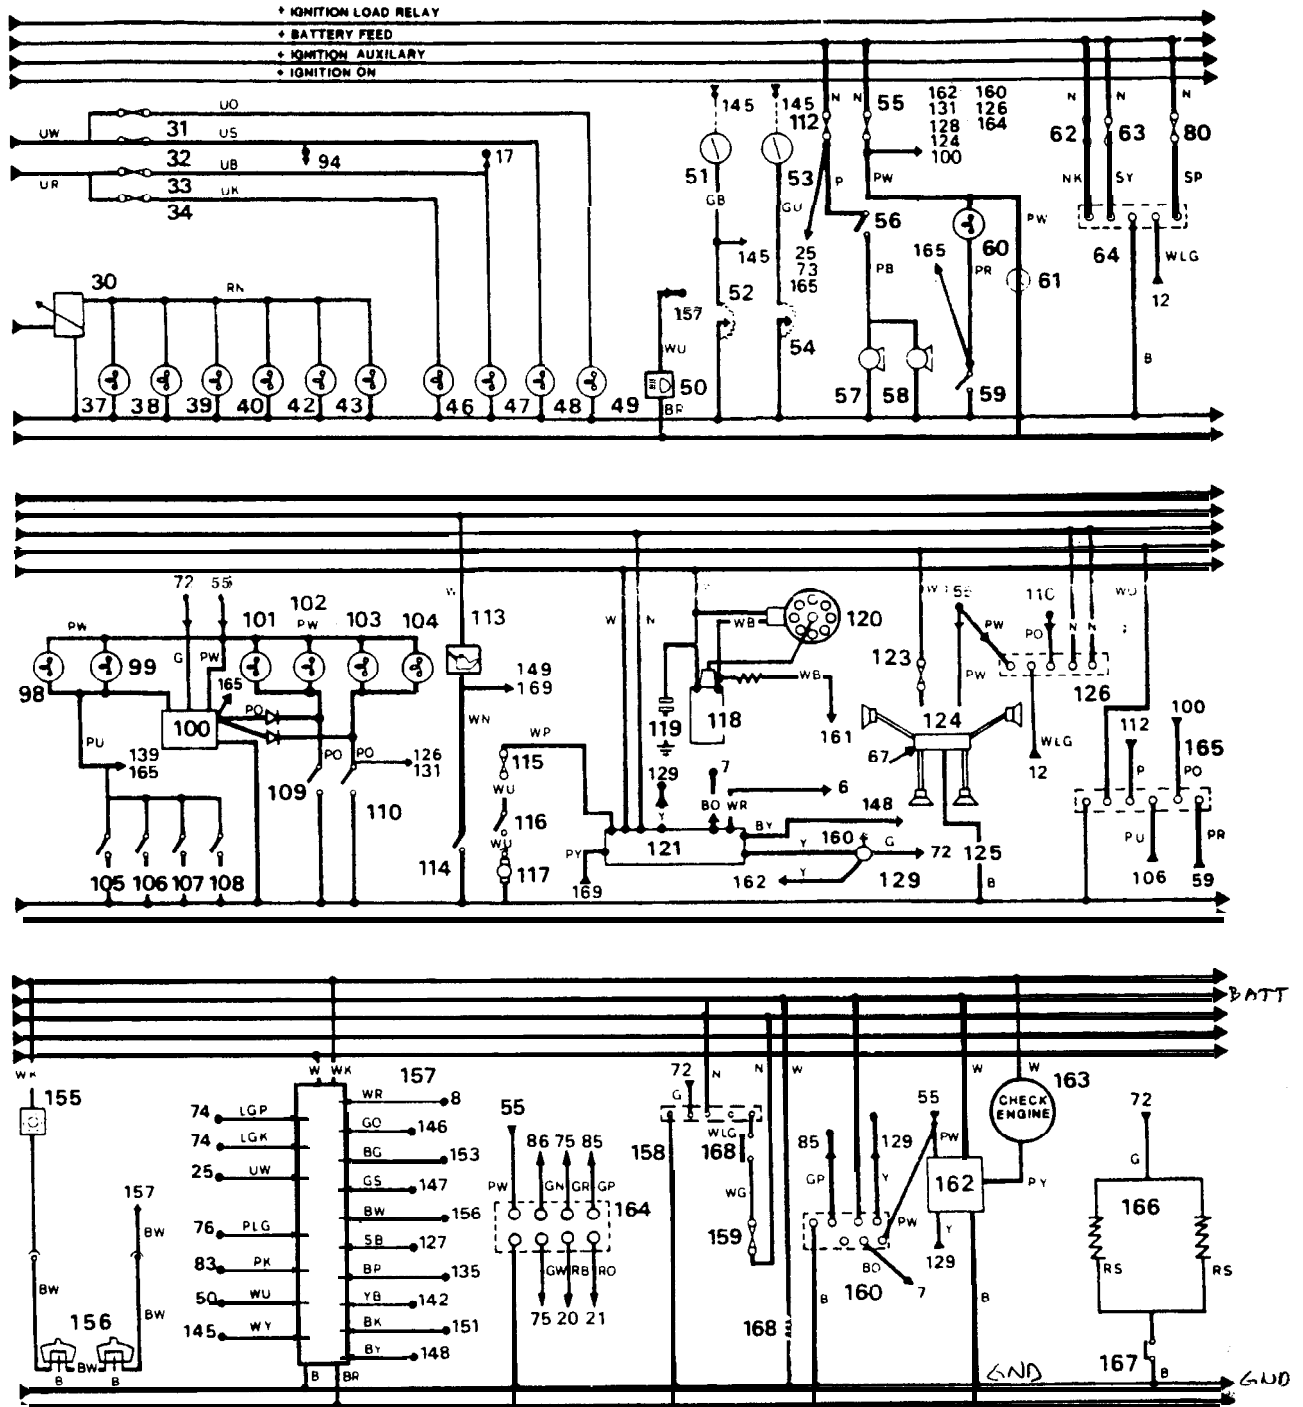 + IGNITION LOAD RELAY
+ BATTERY FEED
+ IGNITION AUXILARY
+ IGNITION ON
UO
UW
31
US
32
94
UB
17
UR
33
UK
34
30
RN
37 38 39 40 42 43 46 47 48 49
157
WU
50
BR
145
145
51
53
GB
GU
145
52
54
N
N
112
55
162 160
131 126
128 164
124
100
P
PW
56
25
73
165
PB
57
58
165
60
PR
59
PW
61
N
N
N
62
63
80
NK
SY
SP
64
WLG
12
B
72
55
PW
G
PW
98
99
100
165
101
102
PW
103
104
PO
PO
PO
PU
139
165
126
131
109
110
105 106 107 108
W
113
149
169
WN
114
WP
115
WU
116
WU
117
W
N
119
118
WB
120
WB
161
129
Y
7
BO
WR
6
148
BY
121
PY
169
Y
160
G
72
Y
162
129
123
W
55
PW
PW
124
67
125
B
110
PO
N
N
WO
126
WLG
12
112
P
100
165
PO
PU
PR
106
59
BATT
WK
155
BW
157
BW
BW
156
BW
B
B
W
WK
157
74
LGP
74
LGK
25
UW
76
PLG
83
PK
50
WU
145
WY
WR
8
GO
146
BG
153
GS
147
BW
156
SB
127
BP
135
YB
142
BK
151
BY
148
B
BR
55
PW
86 75 85
GN
GR
GP
164
GW
RB
RO
75 20 21
72
G
N
N
W
158
WLG
168
WG
159
168
85
GP
129
Y
PW
BO
160
7
B
55
PW
W
162
Y
129
B
GND
W
163
CHECK
ENGINE
PY
72
G
166
RS
RS
167
B
GND